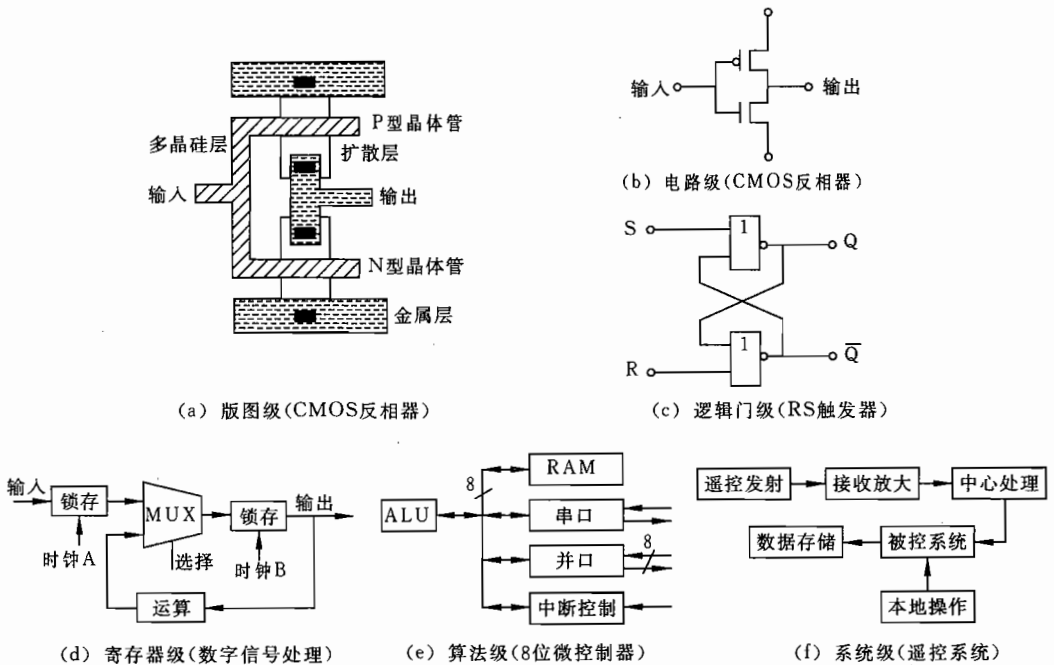 多晶硅层
P型晶体管
扩散层
输入
输出
N型晶体管
金属层
(a) 版图级(CMOS反相器)
输入
输出
(b) 电路级(CMOS反相器)
S
1
Q
R
1
Q̅
(c) 逻辑门级(RS触发器)
输入
锁存
时钟A
MUX
选择
锁存
时钟B
输出
运算
(d) 寄存器级(数字信号处理)
ALU
8
RAM
串口
并口
8
中断控制
(e) 算法级(8位微控制器)
遥控发射
接收放大
中心处理
数据存储
被控系统
本地操作
(f) 系统级(遥控系统)